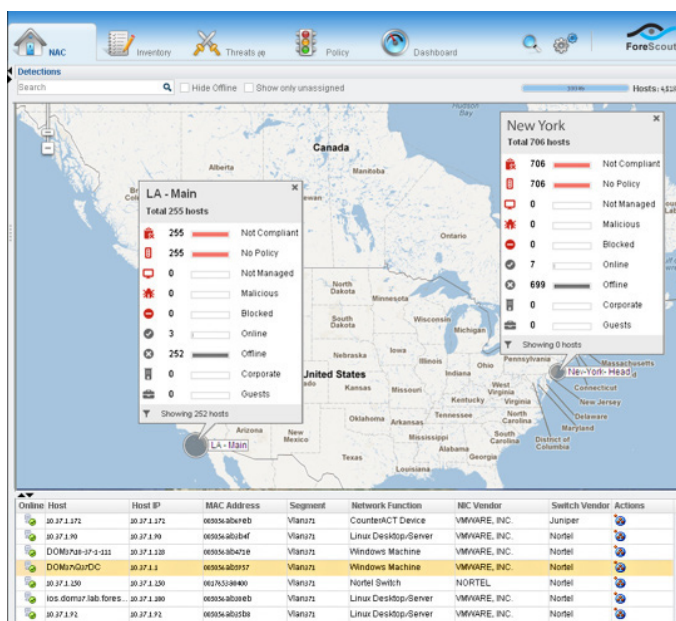 NAC Inventory Threats (0) Policy Dashboard ForeScout
Detections
Search Hide Offline Show only unassigned Hosts:
Hudson
Bay
Canada
Alberta
Manitoba
Ontario
LA - Main
Total 255 hosts
255 Not Compliant
255 No Policy
0 Not Managed
0 Malicious
0 Blocked
3 Online
252 Offline
0 Corporate
0 Guests
Showing 252 hosts
LA - Main
New York
Total 706 hosts
706 Not Compliant
706 No Policy
0 Not Managed
0 Malicious
0 Blocked
7 Online
699 Offline
0 Corporate
0 Guests
Showing 0 hosts
New-York- Head
North
Dakota
Minnesota
South
Dakota
Wisconsin
Michigan
Nebraska
Iowa
Illinois
Indiana
Ohio
Pennsylvania
Massachusetts
Connecticut
New Jersey
Delaware
Maryland
District of
Columbia
United States
Kansas
Missouri
West
Virginia
Kentucky
Virginia
Oklahoma
Arkansas
Tennessee
North
Carolina
South
Carolina
Arizona
New
Mexico
Mississippi
Alabama
Georgia
Texas
Louisiana
Online Host Host IP MAC Address Segment Network Function NIC Vendor Switch Vendor Actions
10.37.1.172 Vlan371 CounterACT Device VMWARE, INC. Juniper
10.37.1.90 10.37.1.90 Vlan371 Linux Desktop/Server VMWARE, INC. Nortel
Vlan371 Windows Machine VMWARE, INC. Nortel
10.37.1.1 Vlan371 Windows Machine VMWARE, INC. Nortel
10.37.1.250 10.37.1.250 001765380400 Vlan371 Nortel Switch NORTEL Nortel
Vlan371 Linux Desktop/Server VMWARE, INC. Nortel
10.37.1.92 10.37.1.92 Vlan371 Linux Desktop/Server VMWARE, INC. Nortel